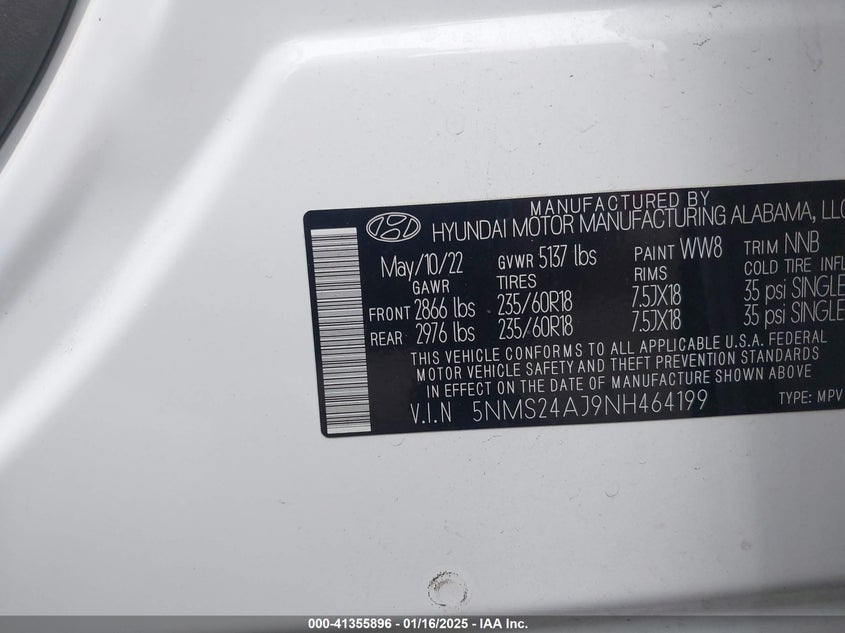 MANUFACTURED BY
HYUNDAI MOTOR MANUFACTURING ALABAMA, LLC
May/10/22 GVWR 5137 lbs PAINT WW8 TRIM NNB
GAWR TIRES RIMS COLD TIRE INFL
FRONT 2866 lbs 235/60R18 7.5JX18 35 psi SINGLE
REAR 2976 lbs 235/60R18 7.5JX18 35 psi SINGLE
THIS VEHICLE CONFORMS TO ALL APPLICABLE U.S.A. FEDERAL
MOTOR VEHICLE SAFETY AND THEFT PREVENTION STANDARDS
IN EFFECT ON THE DATE OF MANUFACTURE SHOWN ABOVE
V.I.N 5NMS24AJ9NH464199 TYPE: MPV
000-41355896 - 01/16/2025 - IAA Inc.